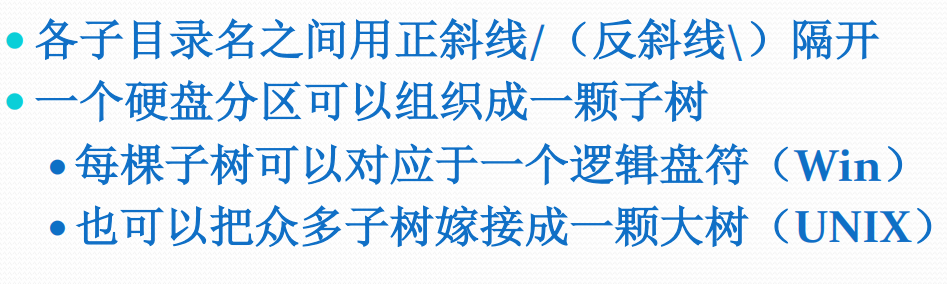 各子目录名之间用正斜线/（反斜线\）隔开
一个硬盘分区可以组织成一颗子树
每棵子树可以对应于一个逻辑盘符（Win）
也可以把众多子树嫁接成一颗大树（UNIX）